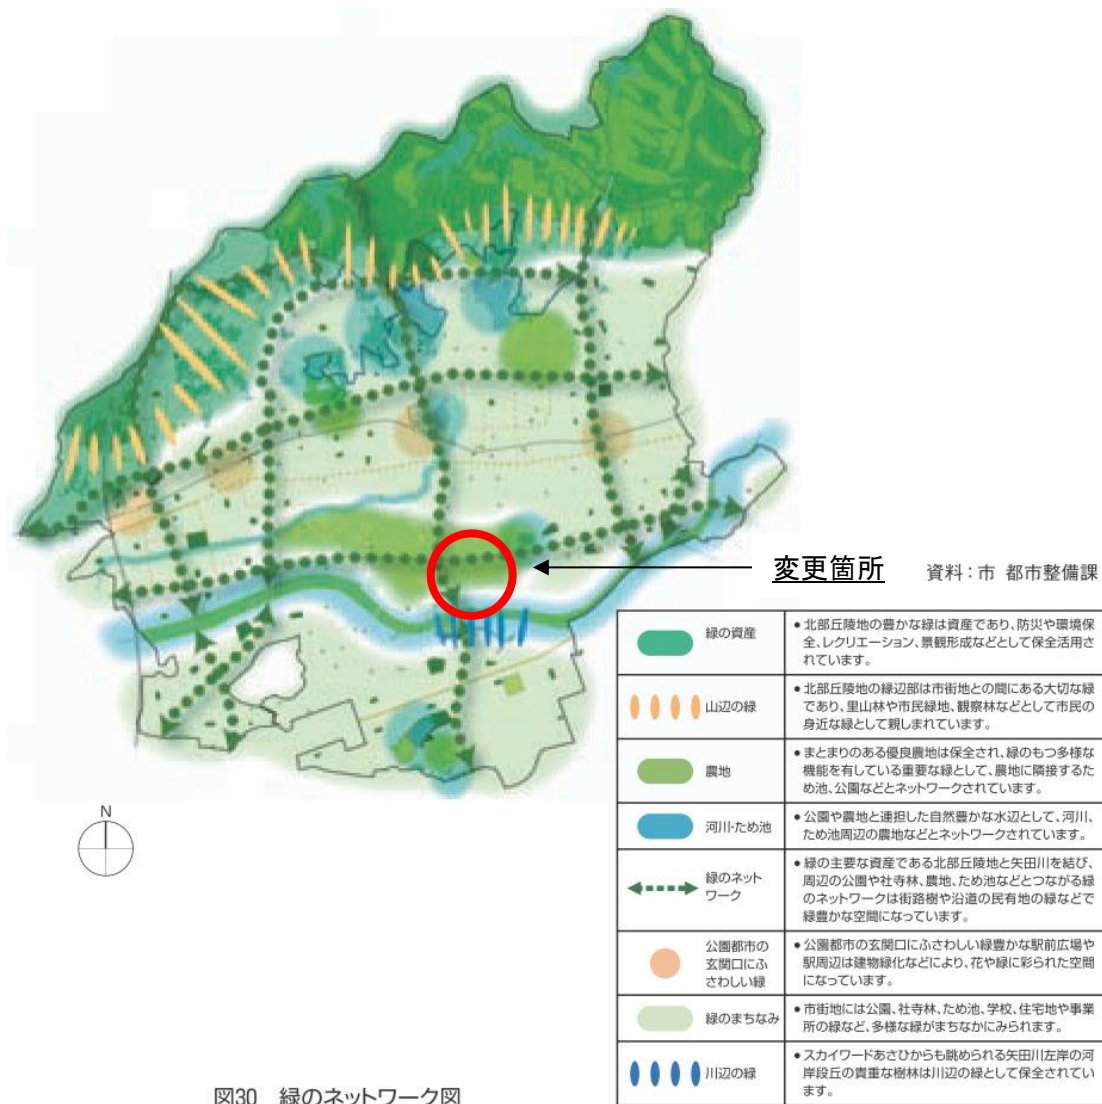 変更箇所
資料：市 都市整備課
緑の資産
●北部丘陵地の豊かな緑は資産であり、防災や環境保
全、レクリエーション、景観形成などとして保全活用さ
れています。
山辺の緑
●北部丘陵地の縁辺部は市街地との間にある大切な緑
であり、里山林や市民緑地、観察林などとして市民の
身近な緑として親しまれています。
農地
●まとまりのある優良農地は保全され、緑のもつ多様な
機能を有している重要な緑として、農地に隣接するた
め池、公園などとネットワークされています。
河川・ため池
●公園や農地と連担した自然豊かな水辺として、河川、
ため池周辺の農地などとネットワークされています。
緑のネット
ワーク
●緑の主要な資産である北部丘陵地と矢田川を結び、
周辺の公園や社寺林、農地、ため池などとつながる緑
のネットワークは街路樹や沿道の民有地の緑などで
緑豊かな空間になっています。
公園都市の
玄関口にふ
さわしい緑
●公園都市の玄関口にふさわしい緑豊かな駅前広場や
駅周辺は建物緑化などにより、花や緑に彩られた空間
になっています。
緑のまちなみ
●市街地には公園、社寺林、ため池、学校、住宅地や事業
所の緑など、多様な緑がまちなかにみられます。
川辺の緑
●スカイワードあさひからも眺められる矢田川左岸の河
岸段丘の貴重な樹林は川辺の緑として保全されてい
ます。
N
図30 緑のネットワーク図